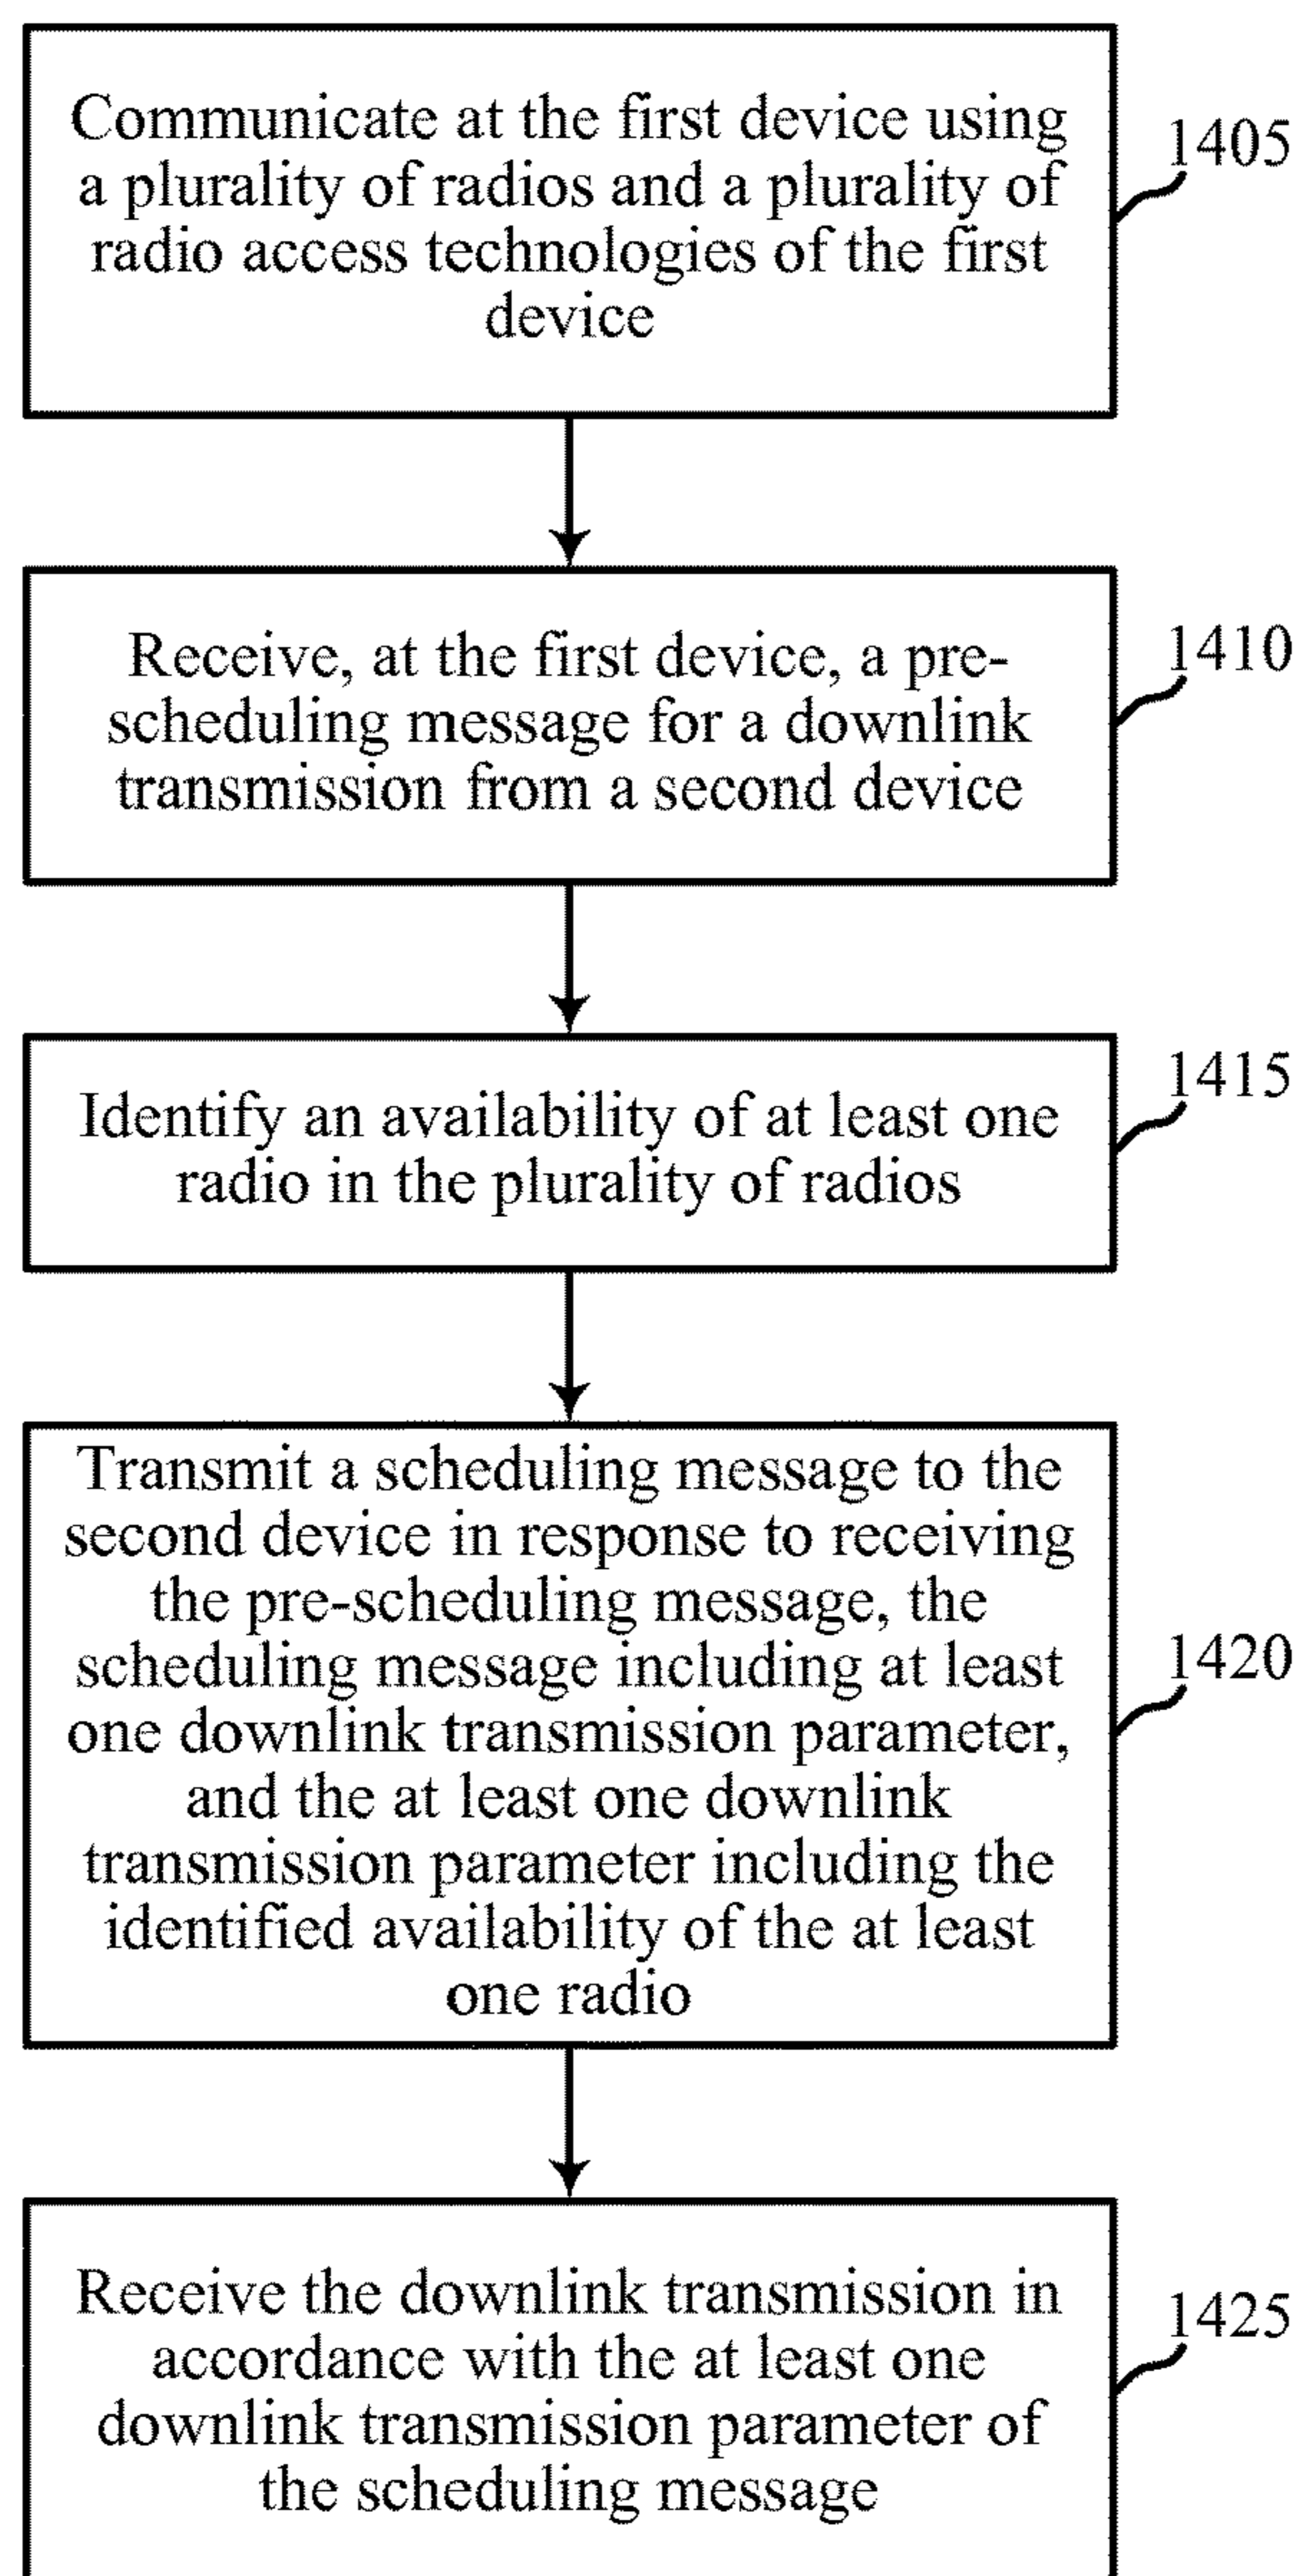 Communicate at the first device using
a plurality of radios and a plurality of
radio access technologies of the first
device
1405
Receive, at the first device, a pre-
scheduling message for a downlink
transmission from a second device
1410
Identify an availability of at least one
radio in the plurality of radios
1415
Transmit a scheduling message to the
second device in response to receiving
the pre-scheduling message, the
scheduling message including at least
one downlink transmission parameter,
and the at least one downlink
transmission parameter including the
identified availability of the at least
one radio
1420
Receive the downlink transmission in
accordance with the at least one
downlink transmission parameter of
the scheduling message
1425